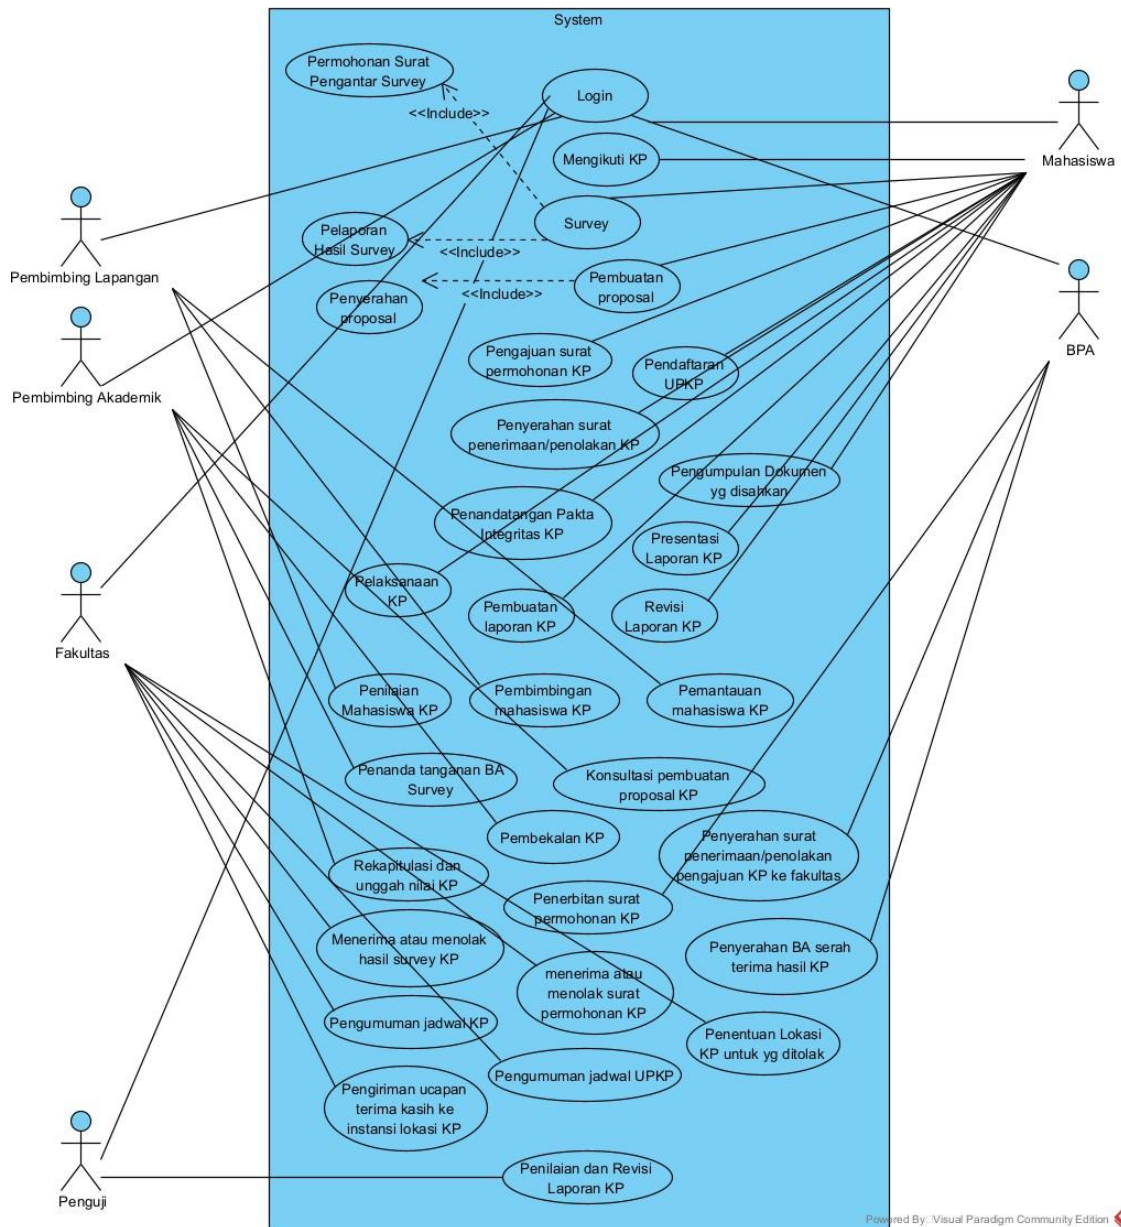 System
Permohonan Surat
Pengantar Survey
Login
<<Include>>
Mengikuti KP
Mahasiswa
Survey
Pelaporan
Hasil Survey
<<Include>>
Pembimbing Lapangan
Pembuatan
proposal
<<Include>>
Penyerahan
proposal
BPA
Pengajuan surat
permohonan KP
Pendaftaran
UPKP
Pembimbing Akademik
Penyerahan surat
penerimaan/penolakan KP
Pengumpulan Dokumen
yg disahkan
Penandatangan Pakta
Integritas KP
Presentasi
Laporan KP
Pelaksanaan
KP
Pembuatan
laporan KP
Revisi
Laporan KP
Fakultas
Penilaian
Mahasiswa KP
Pembimbingan
mahasiswa KP
Pemantauan
mahasiswa KP
Penanda tanganan BA
Survey
Konsultasi pembuatan
proposal KP
Pembekalan KP
Penyerahan surat
penerimaan/penolakan
pengajuan KP ke fakultas
Rekapitulasi dan
unggah nilai KP
Penerbitan surat
permohonan KP
Menerima atau menolak
hasil survey KP
Penyerahan BA serah
terima hasil KP
menerima atau
menolak surat
permohonan KP
Pengumuman jadwal KP
Penentuan Lokasi
KP untuk yg ditolak
Pengumuman jadwal UPKP
Pengiriman ucapan
terima kasih ke
instansi lokasi KP
Penguji
Penilaian dan Revisi
Laporan KP
Powered By Visual Paradigm Community Edition